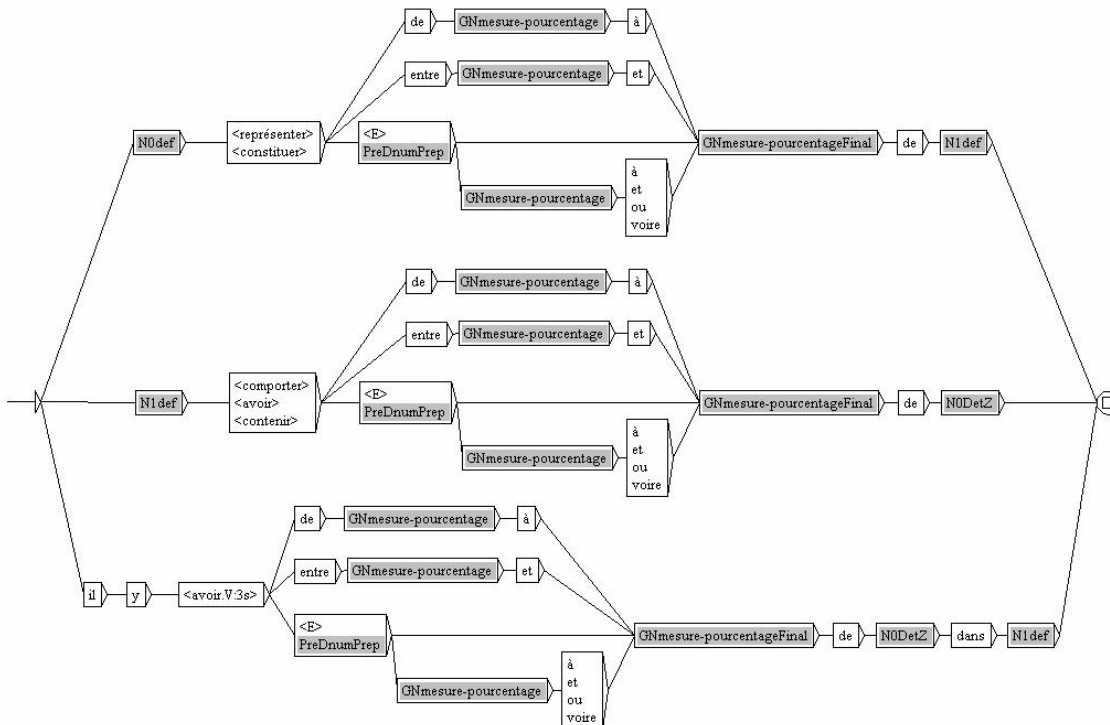 de GNmesure-pourcentage à
entre GNmesure-pourcentage et
N0def <représenter> <E> GNmesure-pourcentageFinal de N1def
<constituer> PreDnumPrep
GNmesure-pourcentage à
et
ou
voire
de GNmesure-pourcentage à
entre GNmesure-pourcentage et
N1def <comporter> <E> GNmesure-pourcentageFinal de N0DetZ
<avoir> PreDnumPrep
<contenir>
GNmesure-pourcentage à
et
ou
voire
de GNmesure-pourcentage à
entre GNmesure-pourcentage et
il y <avoir.V:3s>
<E> GNmesure-pourcentageFinal de N0DetZ dans N1def
PreDnumPrep
GNmesure-pourcentage à
et
ou
voire